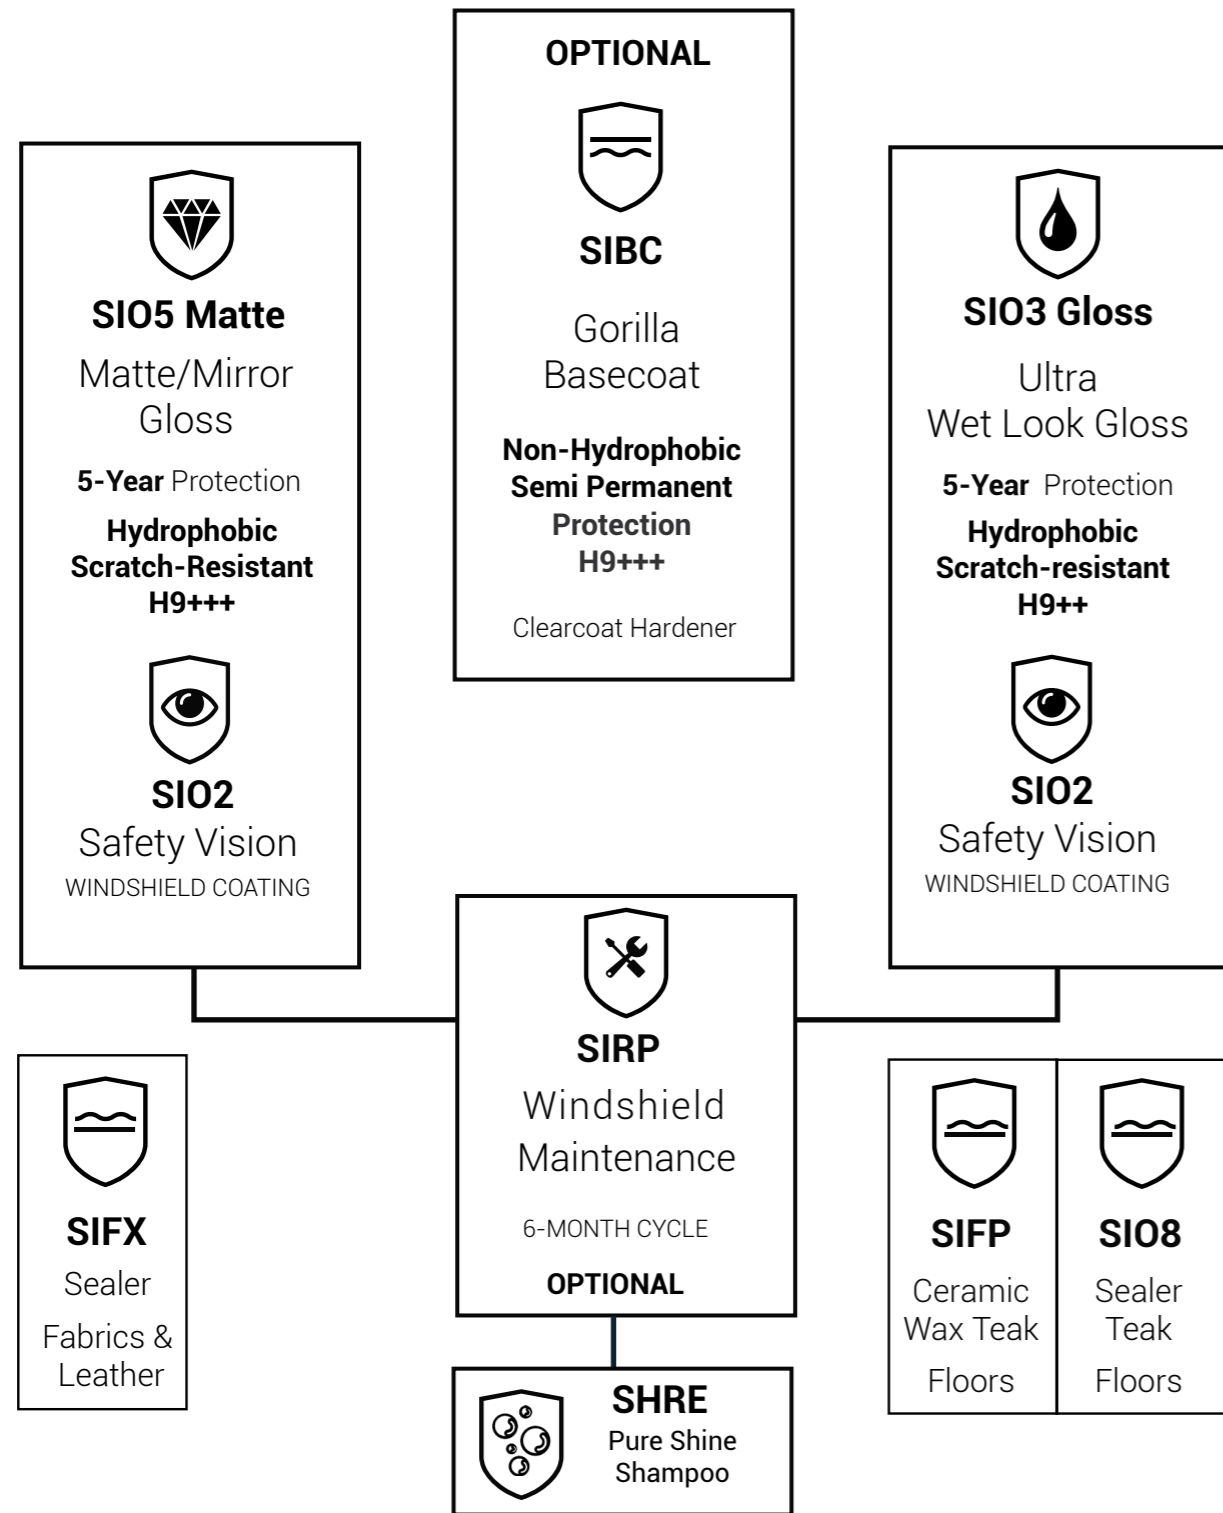 OPTIONAL
SIBC
Gorilla
Basecoat
Non-Hydrophobic
Semi Permanent
Protection
H9+++
Clearcoat Hardener
SIO5 Matte
Matte/Mirror
Gloss
5-Year Protection
Hydrophobic
Scratch-Resistant
H9+++
SIO2
Safety Vision
WINDSHIELD COATING
SIO3 Gloss
Ultra
Wet Look Gloss
5-Year Protection
Hydrophobic
Scratch-resistant
H9++
SIO2
Safety Vision
WINDSHIELD COATING
SIRP
Windshield
Maintenance
6-MONTH CYCLE
OPTIONAL
SIFX
Sealer
Fabrics &
Leather
SIFP
Ceramic
Wax Teak
Floors
SIO8
Sealer
Teak
Floors
SHRE
Pure Shine
Shampoo